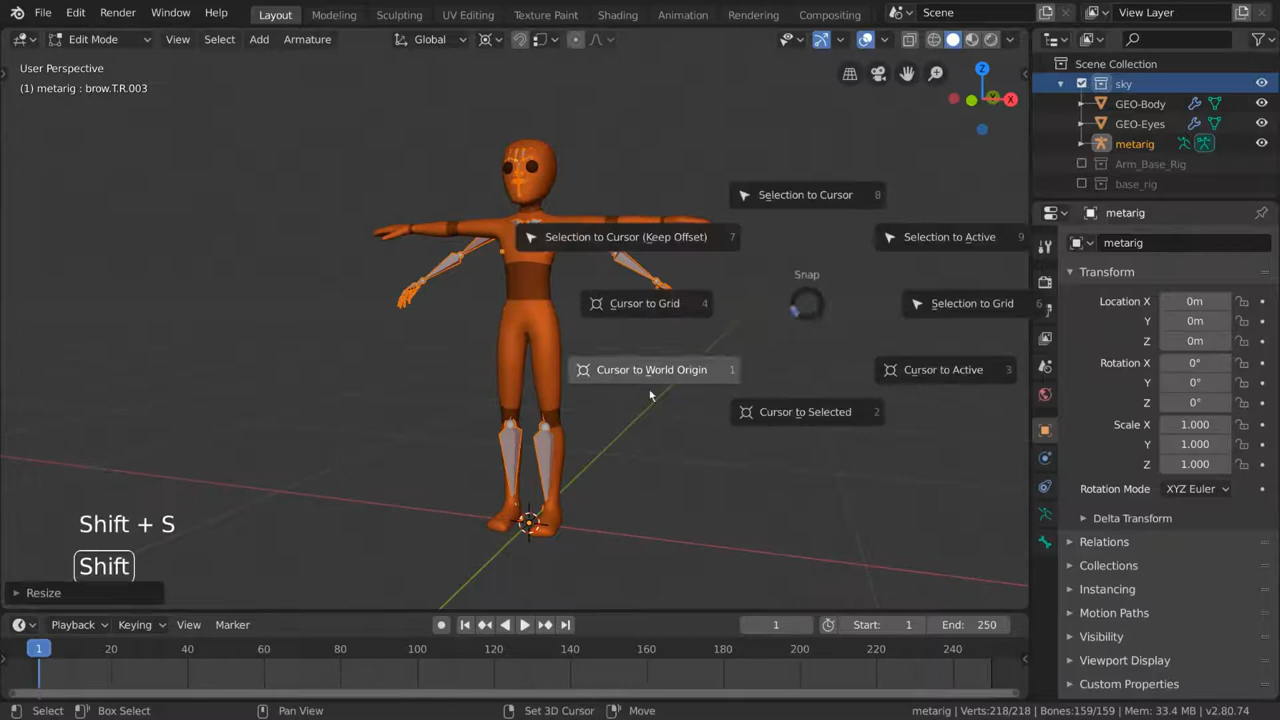 File Edit Render Window Help Layout Modeling Sculpting UV Editing Texture Paint Shading Animation Rendering Compositing Scene View Layer
Edit Mode View Select Add Armature Global
User Perspective
(1) metarig : brow.T.R.003
Z
Y
X
Scene Collection
sky
GEO-Body
GEO-Eyes
metarig
Arm_Base_Rig
base_rig
Selection to Cursor 8
Selection to Cursor (Keep Offset) 7
Selection to Active 9
Snap
Cursor to Grid 4
Selection to Grid 6
Cursor to World Origin 1
Cursor to Active 3
Cursor to Selected 2
metarig
metarig
Transform
Location X 0m
Y 0m
Z 0m
Rotation X 0°
Y 0°
Z 0°
Scale X 1.000
Y 1.000
Z 1.000
Rotation Mode XYZ Euler
Delta Transform
Relations
Collections
Instancing
Motion Paths
Visibility
Viewport Display
Custom Properties
Shift + S
Shift
Resize
Playback Keying View Marker 1 Start: 1 End: 250
1 20 40 60 80 100 120 140 160 180 200 220 240
Select Box Select Pan View Set 3D Cursor Move metarig | Verts:218/218 | Bones:159/159 | Mem: 33.4 MB | v2.80.74